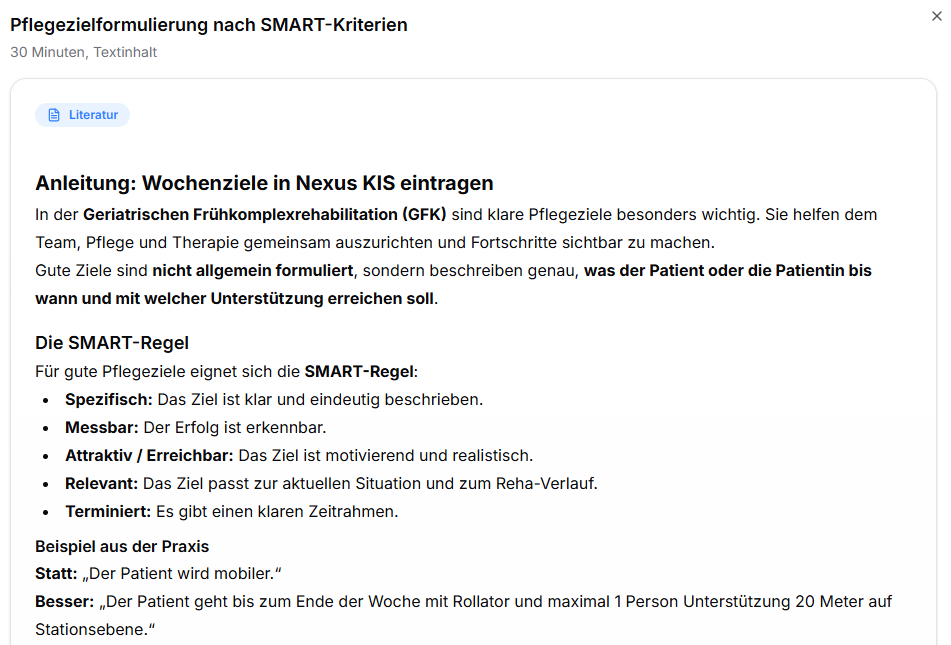 Pflegezielformulierung nach SMART-Kriterien
30 Minuten, Textinhalt
Literatur
Anleitung: Wochenziele in Nexus KIS eintragen
In der Geriatrischen Frühkomplexrehabilitation (GFK) sind klare Pflegeziele besonders wichtig. Sie helfen dem
Team, Pflege und Therapie gemeinsam auszurichten und Fortschritte sichtbar zu machen.
Gute Ziele sind nicht allgemein formuliert, sondern beschreiben genau, was der Patient oder die Patientin bis
wann und mit welcher Unterstützung erreichen soll.
Die SMART-Regel
Für gute Pflegeziele eignet sich die SMART-Regel:
• Spezifisch: Das Ziel ist klar und eindeutig beschrieben.
• Messbar: Der Erfolg ist erkennbar.
• Attraktiv / Erreichbar: Das Ziel ist motivierend und realistisch.
• Relevant: Das Ziel passt zur aktuellen Situation und zum Reha-Verlauf.
• Terminiert: Es gibt einen klaren Zeitrahmen.
Beispiel aus der Praxis
Statt: „Der Patient wird mobiler.“
Besser: „Der Patient geht bis zum Ende der Woche mit Rollator und maximal 1 Person Unterstützung 20 Meter auf
Stationsebene.“